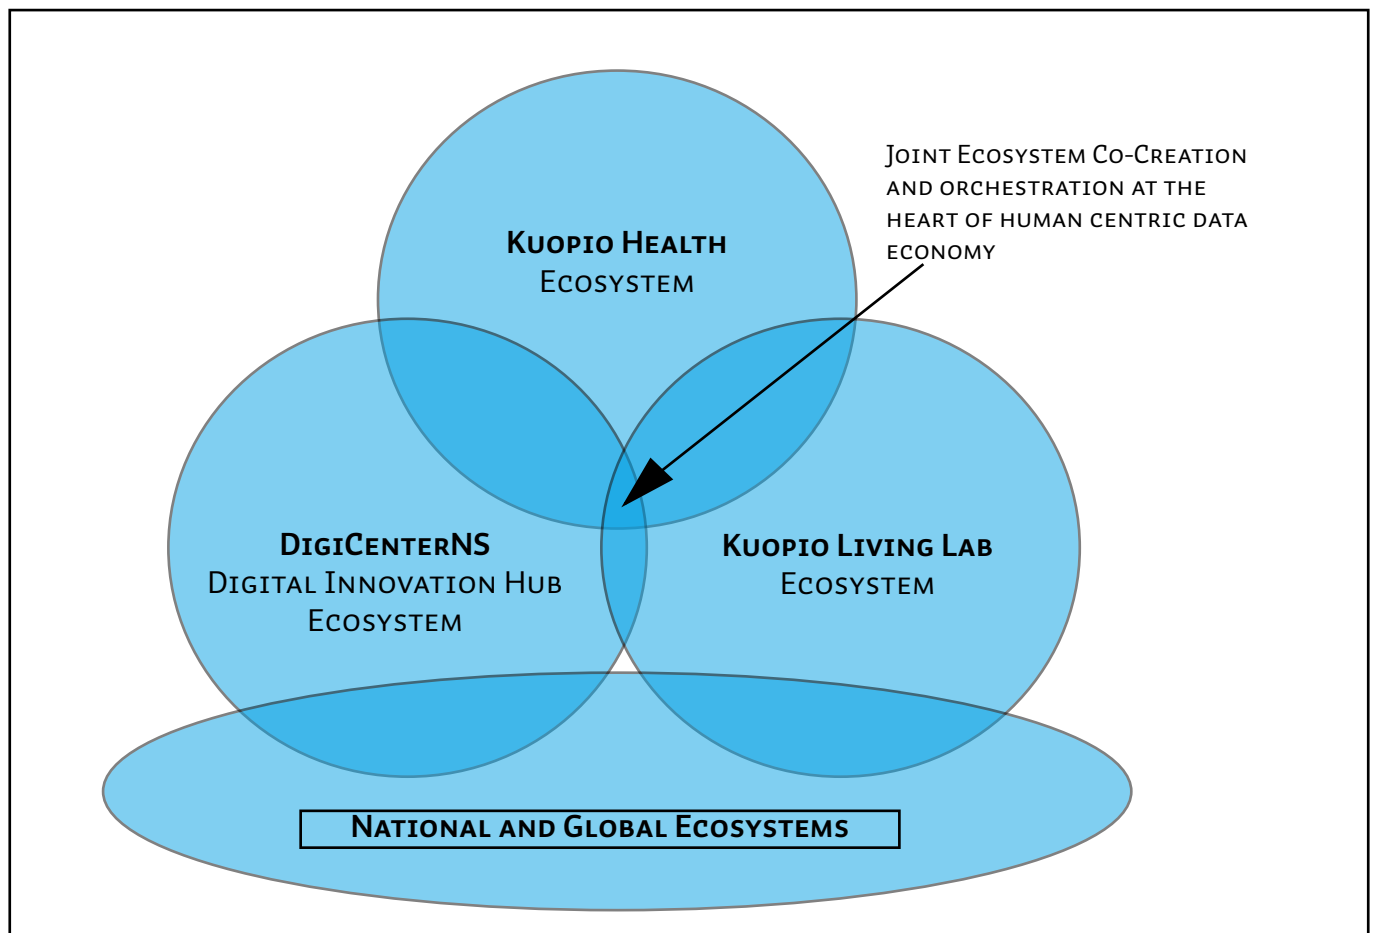 Joint Ecosystem Co-Creation
and orchestration at the
heart of human centric data
economy
Kuopio Health
Ecosystem
DigiCenterNS
Digital Innovation Hub
Ecosystem
Kuopio Living Lab
Ecosystem
National and Global Ecosystems